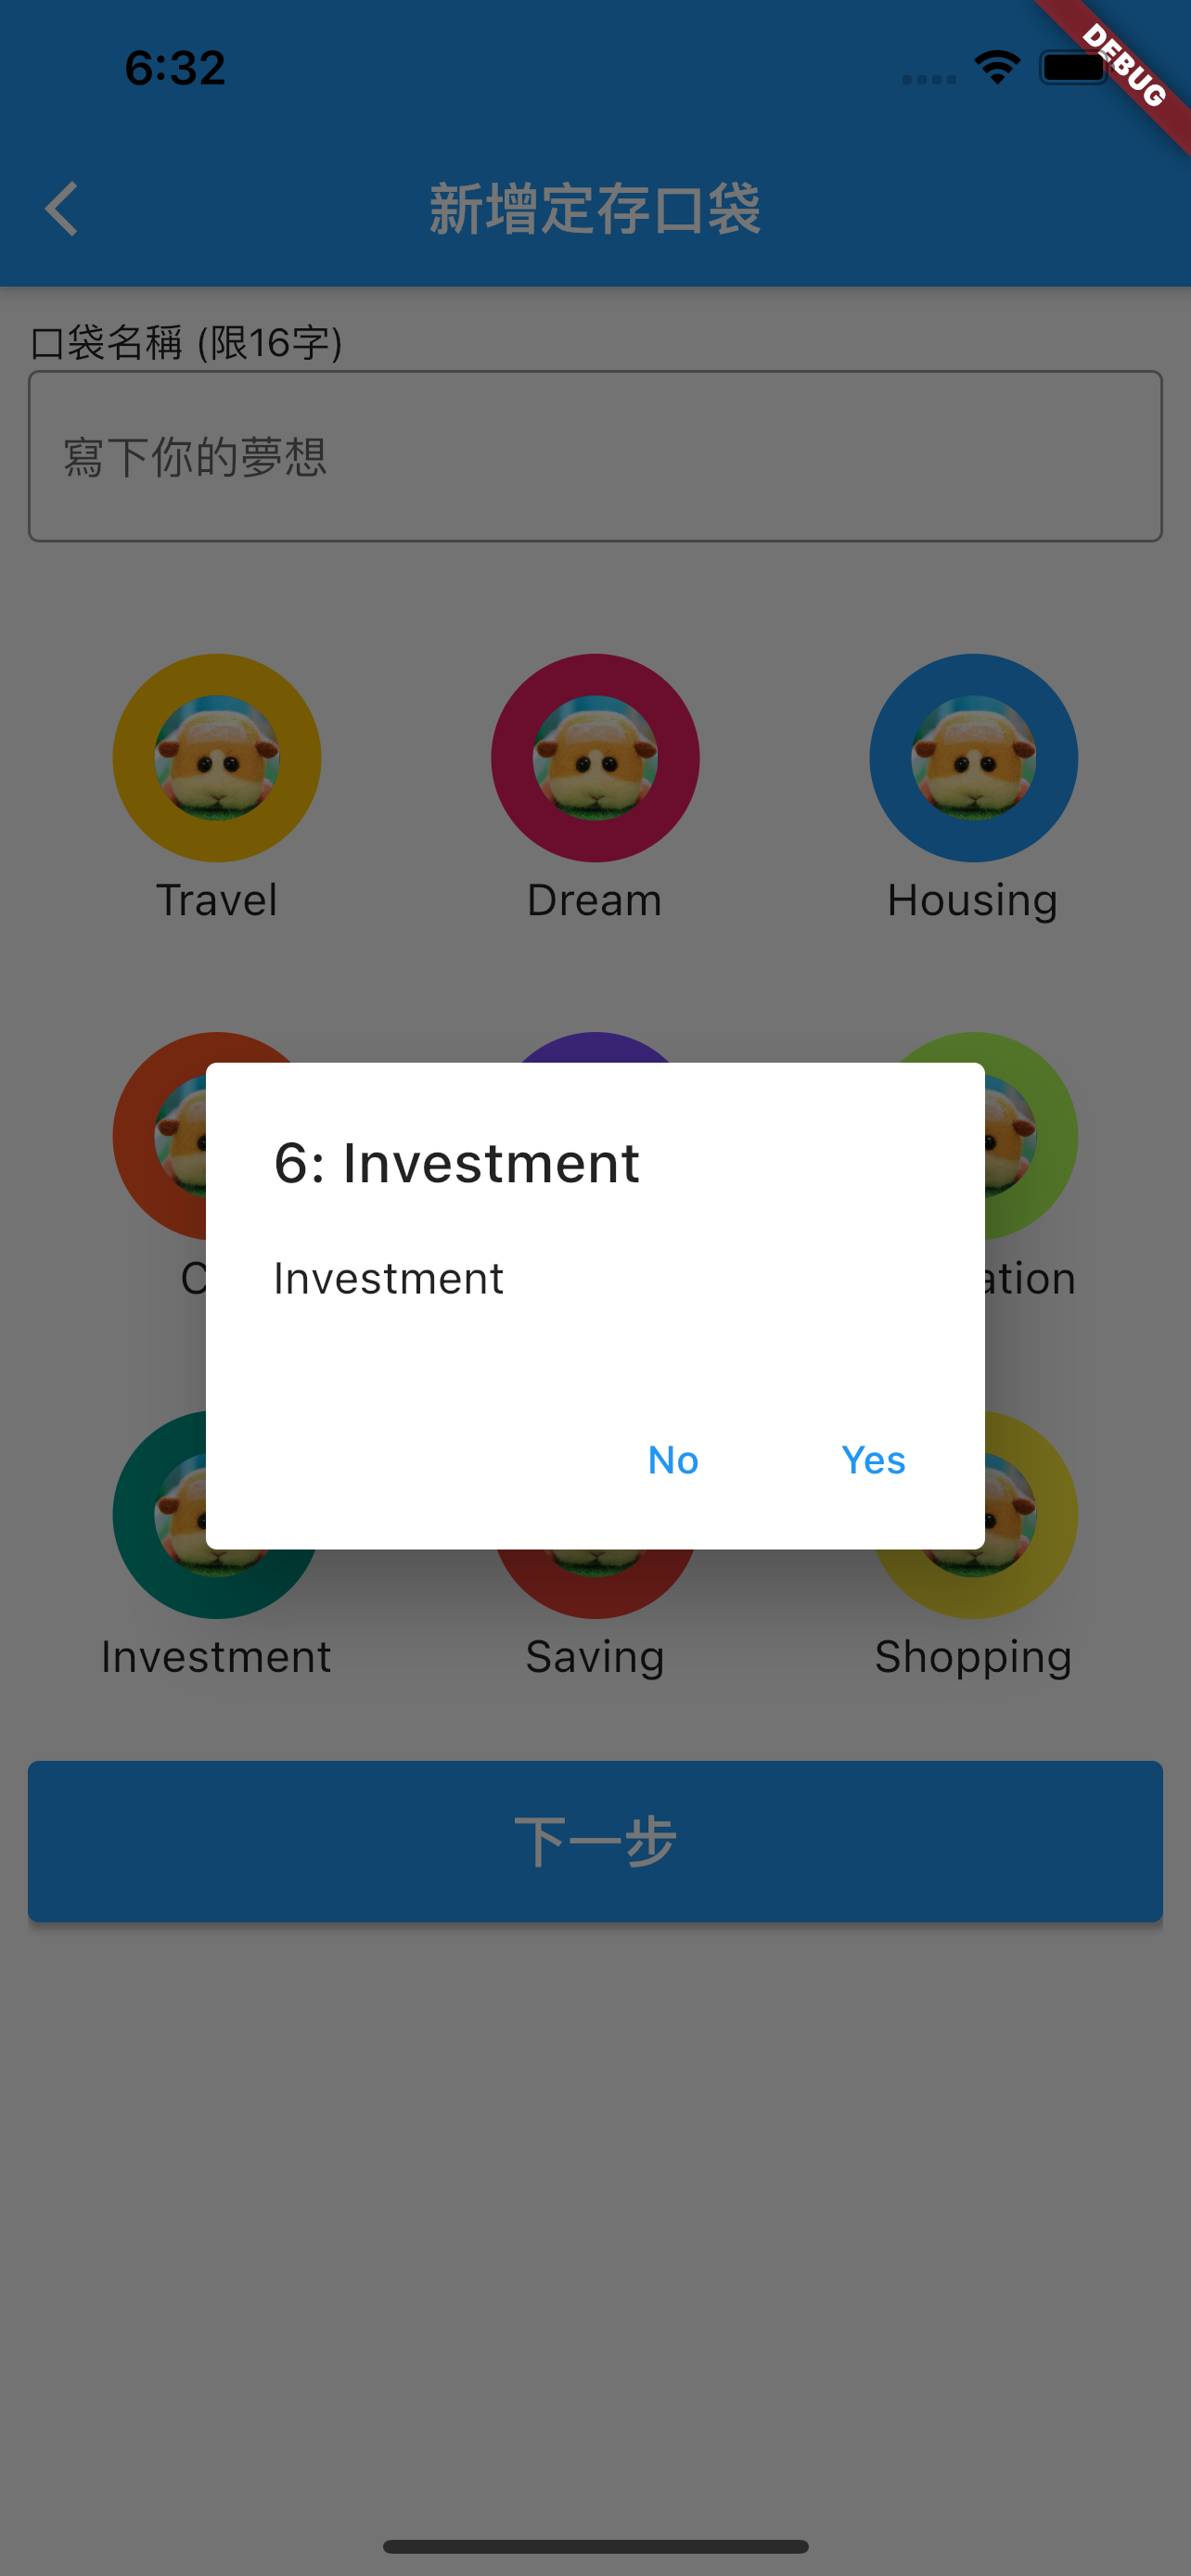 6:32
DEBUG
新增定存口袋
口袋名稱 (限16字)
寫下你的夢想
Travel
Dream
Housing
6: Investment
Investment
No
Yes
Investment
Saving
Shopping
下一步